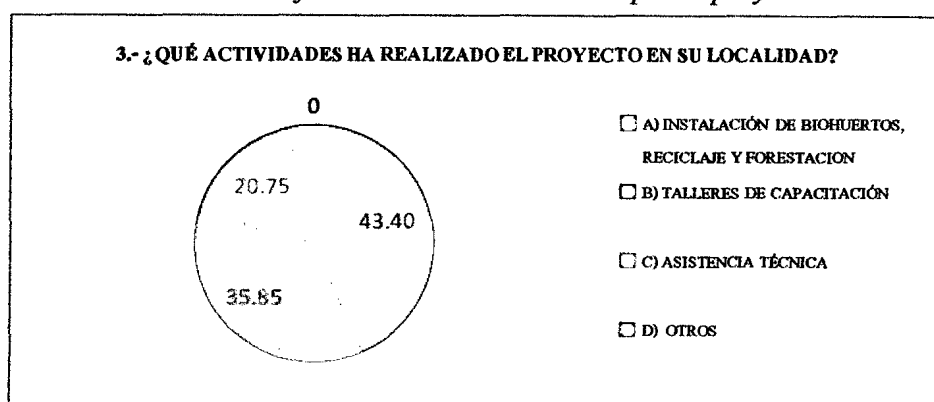 3.- ¿QUÉ ACTIVIDADES HA REALIZADO EL PROYECTO EN SU LOCALIDAD?
0
20.75
43.40
35.85
A) INSTALACIÓN DE BIOHUERTOS,
RECICLAJE Y FORESTACION
B) TALLERES DE CAPACITACIÓN
C) ASISTENCIA TÉCNICA
D) OTROS